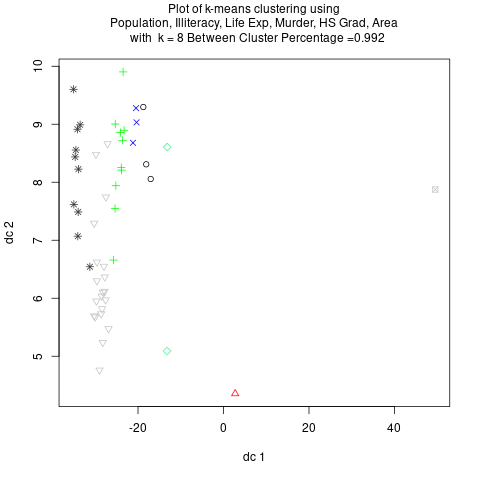 Plot of k-means clustering using
Population, Illiteracy, Life Exp, Murder, HS Grad, Area
with k = 8 Between Cluster Percentage =0.992
10
9
8
7
6
5
dc 2
-20 0 20 40
dc 1